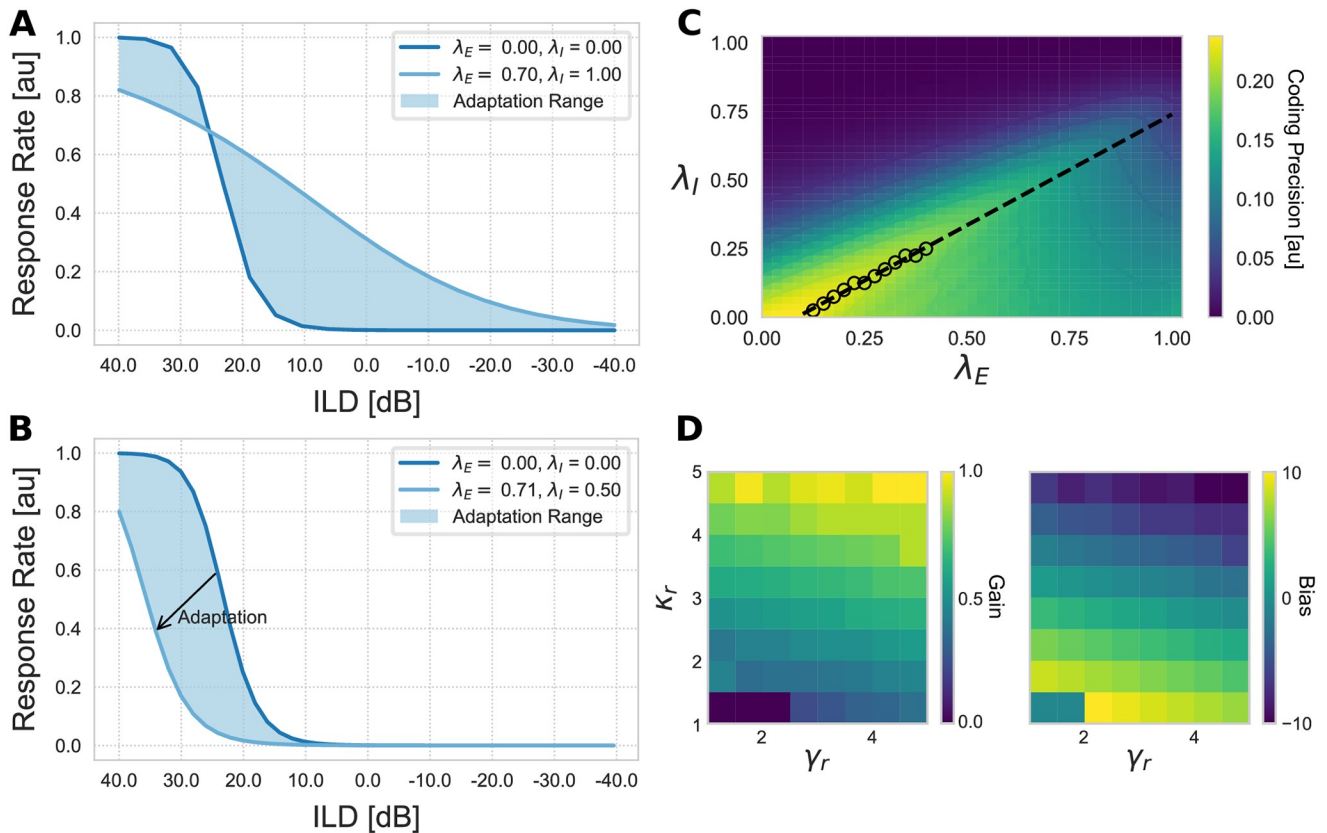 A
Response Rate [au]
1.0
0.8
0.6
0.4
0.2
0.0
40.0 30.0 20.0 10.0 0.0 -10.0 -20.0 -30.0 -40.0
ILD [dB]
λE = 0.00, λI = 0.00
λE = 0.70, λI = 1.00
Adaptation Range
B
Response Rate [au]
1.0
0.8
0.6
0.4
0.2
0.0
40.0 30.0 20.0 10.0 0.0 -10.0 -20.0 -30.0 -40.0
ILD [dB]
λE = 0.00, λI = 0.00
λE = 0.71, λI = 0.50
Adaptation Range
Adaptation
C
λI
1.00
0.75
0.50
0.25
0.00
0.00 0.25 0.50 0.75 1.00
λE
0.20
0.15
0.10
0.05
0.00
Coding Precision [au]
D
κr
5
4
3
2
1
2 4
γr
1.0
0.5
0.0
Gain
2 4
γr
10
0
−10
Bias